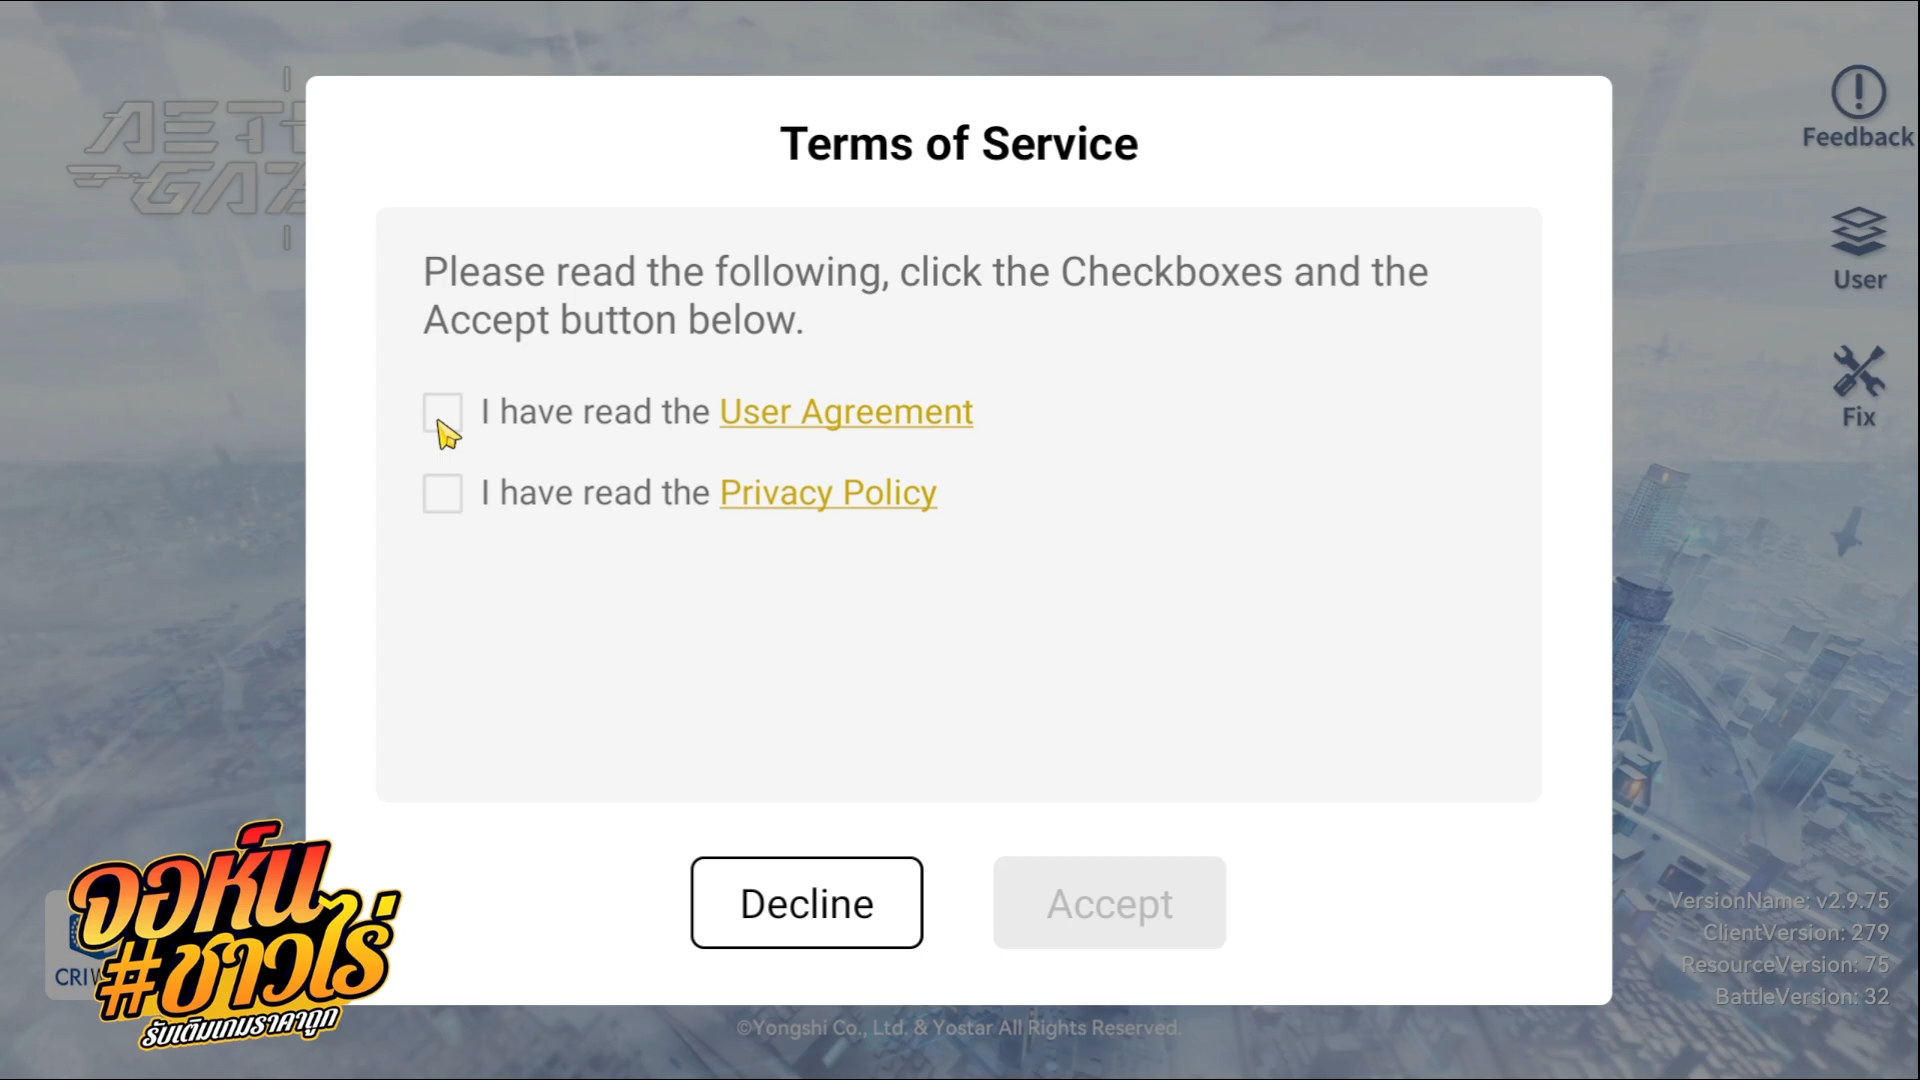 Terms of Service
Please read the following, click the Checkboxes and the
Accept button below.
I have read the User Agreement
I have read the Privacy Policy
Decline
Accept
Feedback
User
Fix
VersionName: v2.9.75
ClientVersion: 279
ResourceVersion: 75
BattleVersion: 32
©Yongshi Co., Ltd. & Yostar All Rights Reserved.
CRIW
จอหิ่น
#ชาวไร่
รับเติมเกมราคาถูก